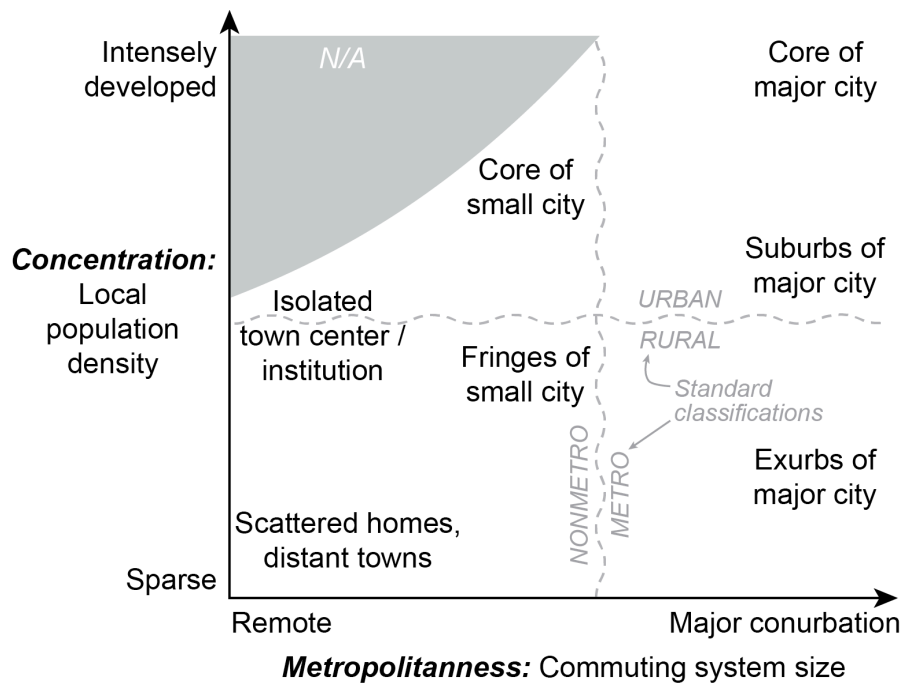 Intensely
developed
N/A
Core of
major city
Core of
small city
Concentration:
Local
population
density
Suburbs of
major city
Isolated
town center /
institution
URBAN
RURAL
Fringes of
small city
Standard
classifications
NONMETRO
METRO
Exurbs of
major city
Scattered homes,
distant towns
Sparse
Remote
Major conurbation
Metropolitanness: Commuting system size